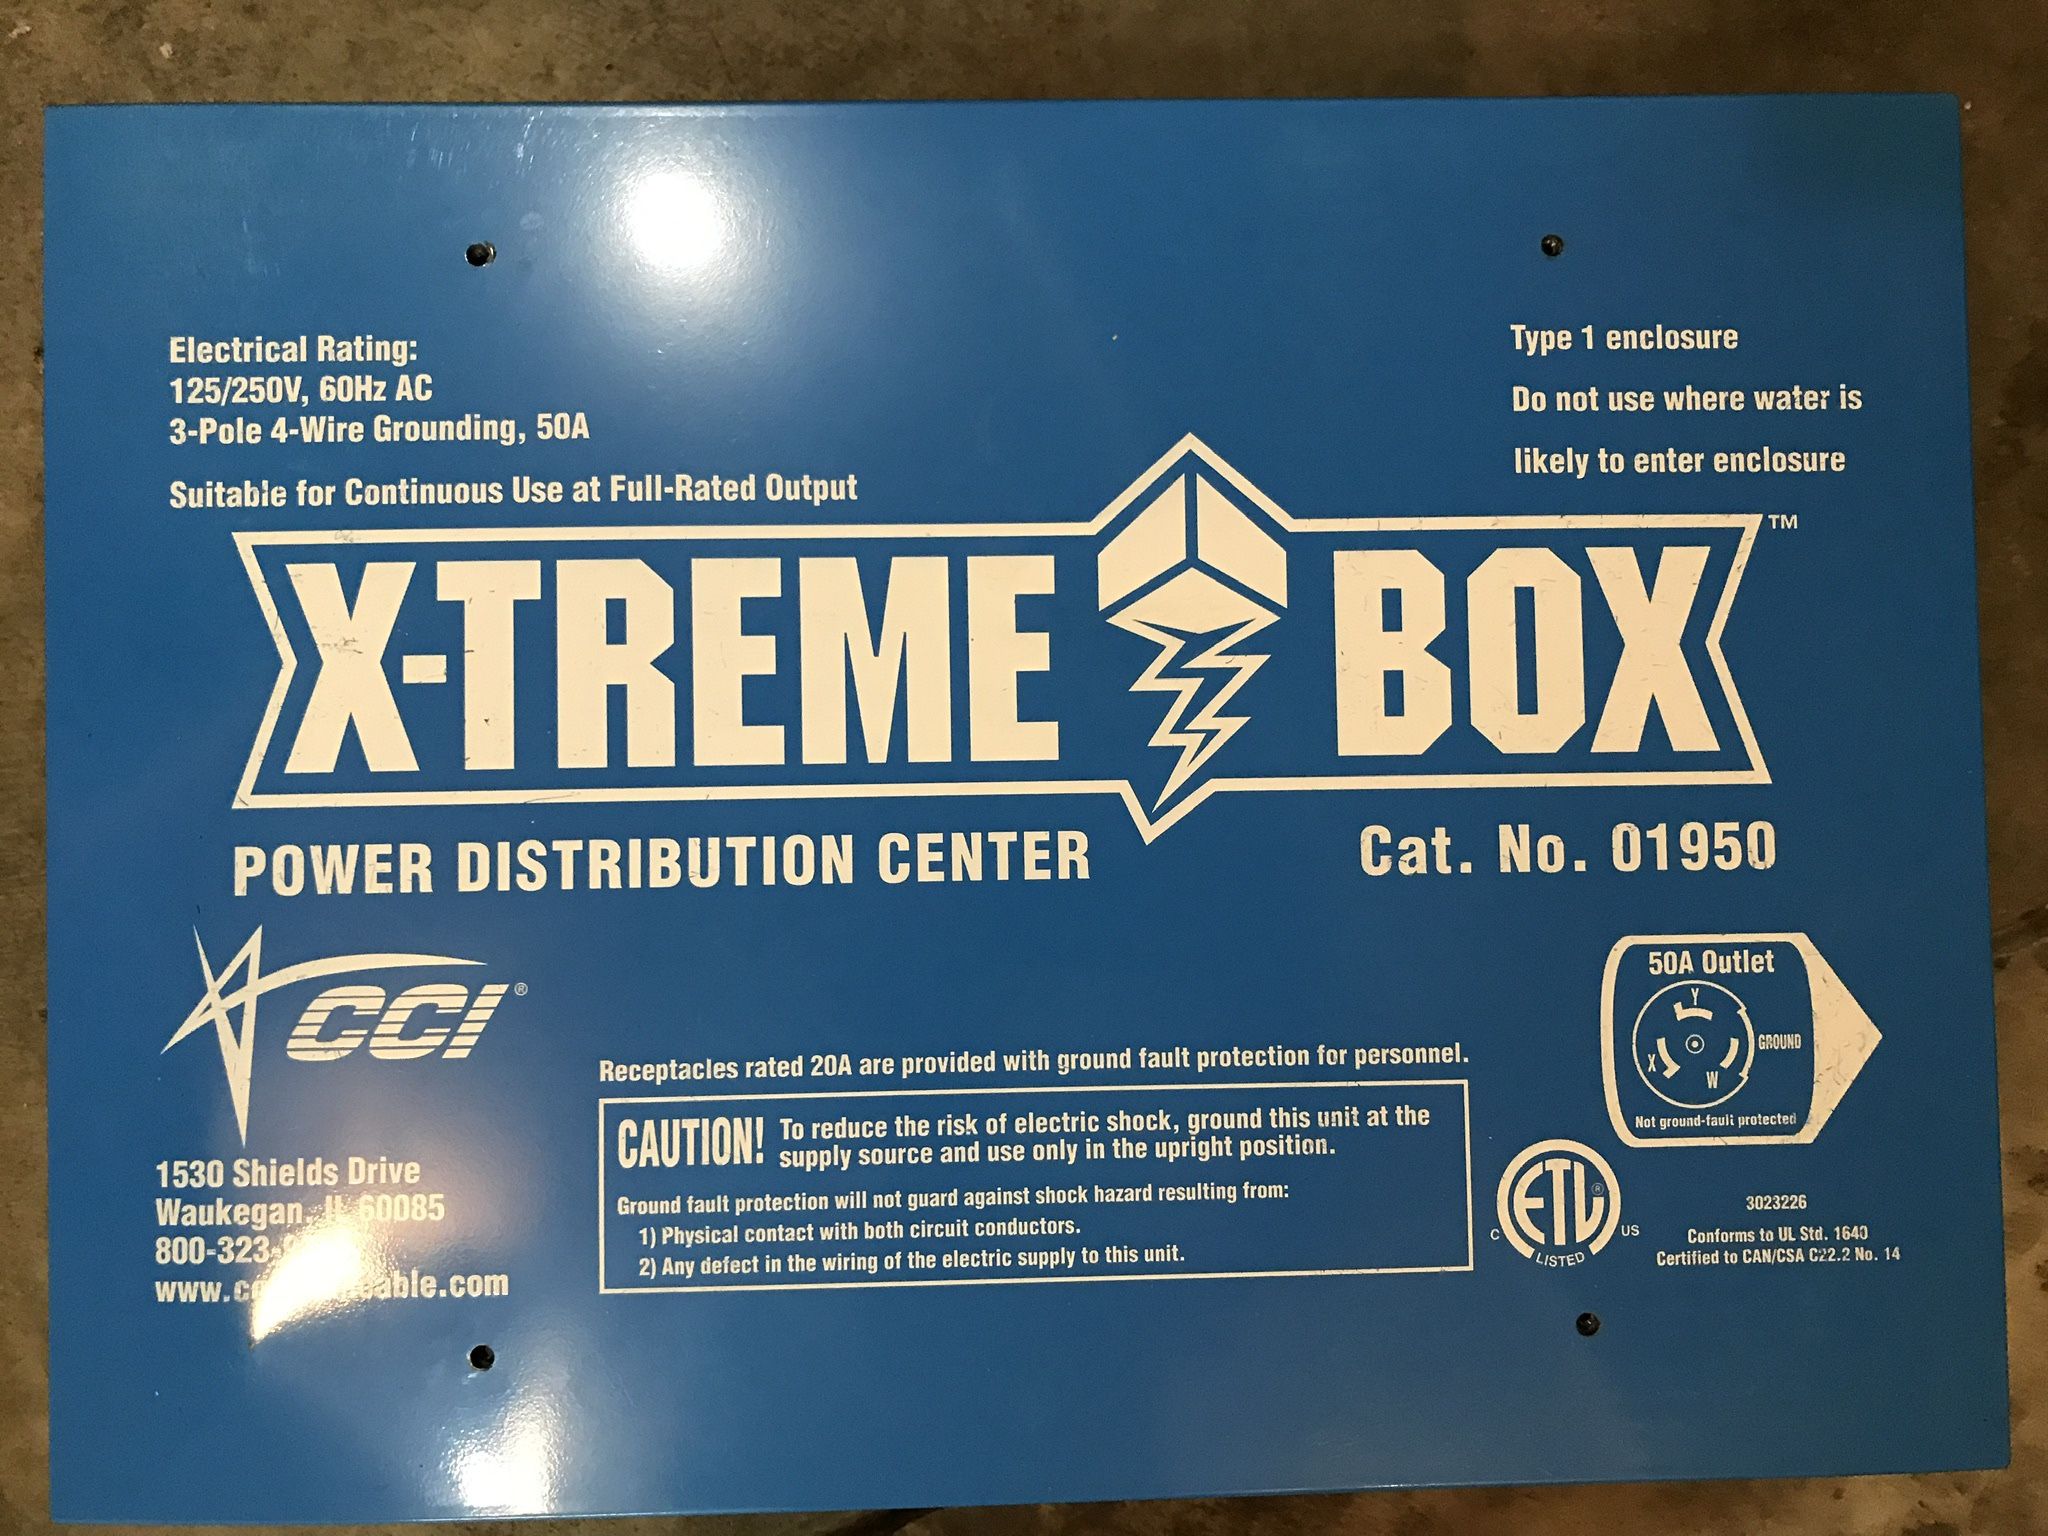 Electrical Rating:
125/250V, 60Hz AC
3-Pole 4-Wire Grounding, 50A
Suitable for Continuous Use at Full-Rated Output
Type 1 enclosure
Do not use where water is
likely to enter enclosure
X-TREME BOX ™
POWER DISTRIBUTION CENTER
Cat. No. 01950
CCI®
1530 Shields Drive
Waukegan, IL 60085
800-323-
Receptacles rated 20A are provided with ground fault protection for personnel.
CAUTION! To reduce the risk of electric shock, ground this unit at the
supply source and use only in the upright position.
Ground fault protection will not guard against shock hazard resulting from:
1) Physical contact with both circuit conductors.
2) Any defect in the wiring of the electric supply to this unit.
50A Outlet
Y
GROUND
X
W
Not ground-fault protected
C ETL® US
LISTED
3023226
Conforms to UL Std. 1640
Certified to CAN/CSA C22.2 No. 14